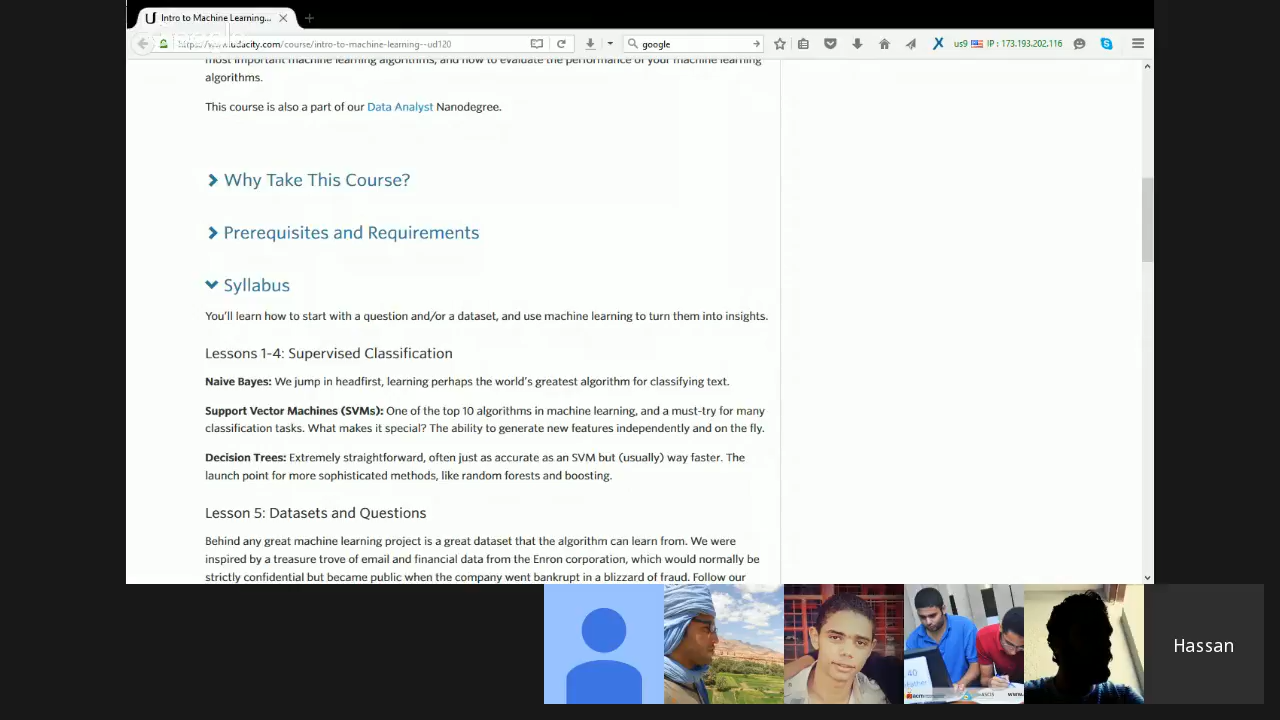 Intro to Machine Learning...
udacity.com/course/intro-to-machine-learning--ud120
google
us9 IP : 173.193.202.116
most important machine learning algorithms, and how to evaluate the performance of your machine learning
algorithms.
This course is also a part of our Data Analyst Nanodegree.
Why Take This Course?
Prerequisites and Requirements
Syllabus
You'll learn how to start with a question and/or a dataset, and use machine learning to turn them into insights.
Lessons 1-4: Supervised Classification
Naive Bayes: We jump in headfirst, learning perhaps the world's greatest algorithm for classifying text.
Support Vector Machines (SVMs): One of the top 10 algorithms in machine learning, and a must-try for many
classification tasks. What makes it special? The ability to generate new features independently and on the fly.
Decision Trees: Extremely straightforward, often just as accurate as an SVM but (usually) way faster. The
launch point for more sophisticated methods, like random forests and boosting.
Lesson 5: Datasets and Questions
Behind any great machine learning project is a great dataset that the algorithm can learn from. We were
inspired by a treasure trove of email and financial data from the Enron corporation, which would normally be
strictly confidential but became public when the company went bankrupt in a blizzard of fraud. Follow our
Hassan